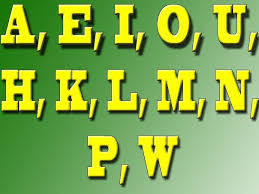 A, E, I, O, U,
H, K, L, M, N,
P, W